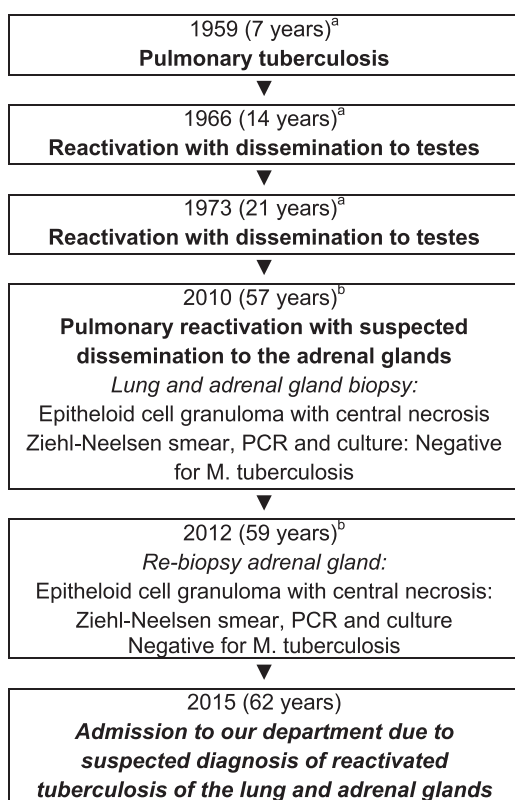 1959 (7 years)a
Pulmonary tuberculosis
1966 (14 years)a
Reactivation with dissemination to testes
1973 (21 years)a
Reactivation with dissemination to testes
2010 (57 years)b
Pulmonary reactivation with suspected
dissemination to the adrenal glands
Lung and adrenal gland biopsy:
Epitheloid cell granuloma with central necrosis
Ziehl-Neelsen smear, PCR and culture: Negative
for M. tuberculosis
2012 (59 years)b
Re-biopsy adrenal gland:
Epitheloid cell granuloma with central necrosis:
Ziehl-Neelsen smear, PCR and culture
Negative for M. tuberculosis
2015 (62 years)
Admission to our department due to
suspected diagnosis of reactivated
tuberculosis of the lung and adrenal glands